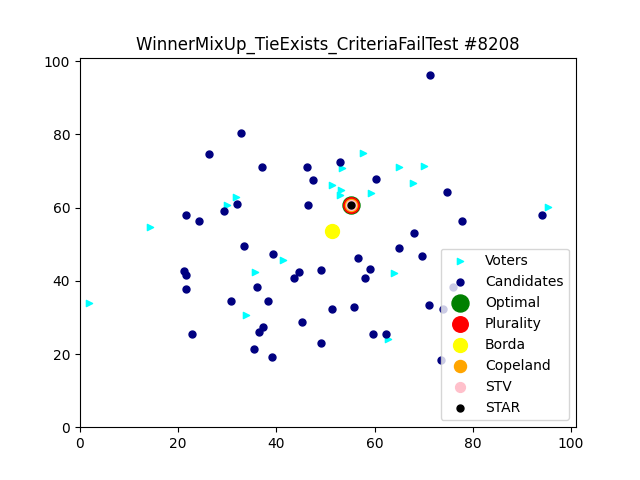 WinnerMixUp_TieExists_CriteriaFailTest #8208
100
80
60
40
20
0
Voters
Candidates
Optimal
Plurality
Borda
Copeland
STV
STAR
0 20 40 60 80 100